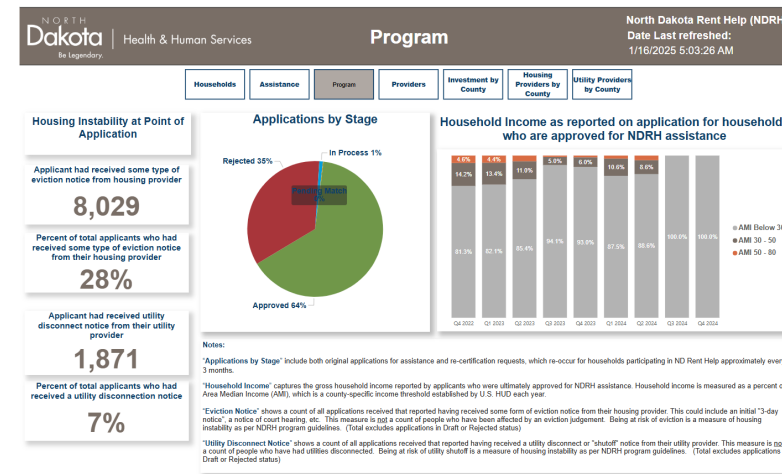 NORTH
Dakota
Be Legendary.
Health & Human Services
Program
North Dakota Rent Help (NDRH
Date Last refreshed:
1/16/2025 5:03:26 AM
Households
Assistance
Program
Providers
Investment by
County
Housing
Providers by
County
Utility Providers
by County
Housing Instability at Point of
Application
Applicant had received some type of
eviction notice from housing provider
8,029
Percent of total applicants who had
received some type of eviction notice
from their housing provider
28%
Applicant had received utility
disconnect notice from their utility
provider
1,871
Percent of total applicants who had
received a utility disconnection notice
7%
Applications by Stage
In Process 1%
Rejected 35%
Pending Match
Approved 64%
Household Income as reported on application for household
who are approved for NDRH assistance
4.6% 4.4% 5.0% 6.0%
14.2% 13.4% 11.0% 10.6% 8.6%
81.3% 82.1% 85.4% 94.1% 93.0% 87.5% 88.6% 100.0% 100.0%
Q4 2022 Q1 2023 Q2 2023 Q3 2023 Q4 2023 Q1 2024 Q2 2024 Q3 2024 Q4 2024
AMI Below 30
AMI 30 - 50
AMI 50 - 80
Notes:
"Applications by Stage" include both original applications for assistance and re-certification requests, which re-occur for households participating in ND Rent Help approximately every
3 months.
"Household Income" captures the gross household income reported by applicants who were ultimately approved for NDRH assistance. Household income is measured as a percent o
Area Median Income (AMI), which is a county-specific income threshold established by U.S. HUD each year.
"Eviction Notice" shows a count of all applications received that reported having received some form of eviction notice from their housing provider. This could include an initial "3-day
notice", a notice of court hearing, etc. This measure is not a count of people who have been affected by an eviction judgement. Being at risk of eviction is a measure of housing
instability as per NDRH program guidelines. (Total excludes applications in Draft or Rejected status)
"Utility Disconnect Notice" shows a count of all applications received that reported having received a utility disconnect or "shutoff" notice from their utility provider. This measure is no
a count of people who have had utilities disconnected. Being at risk of utility shutoff is a measure of housing instability as per NDRH program guidelines. (Total excludes applications
Draft or Rejected status)